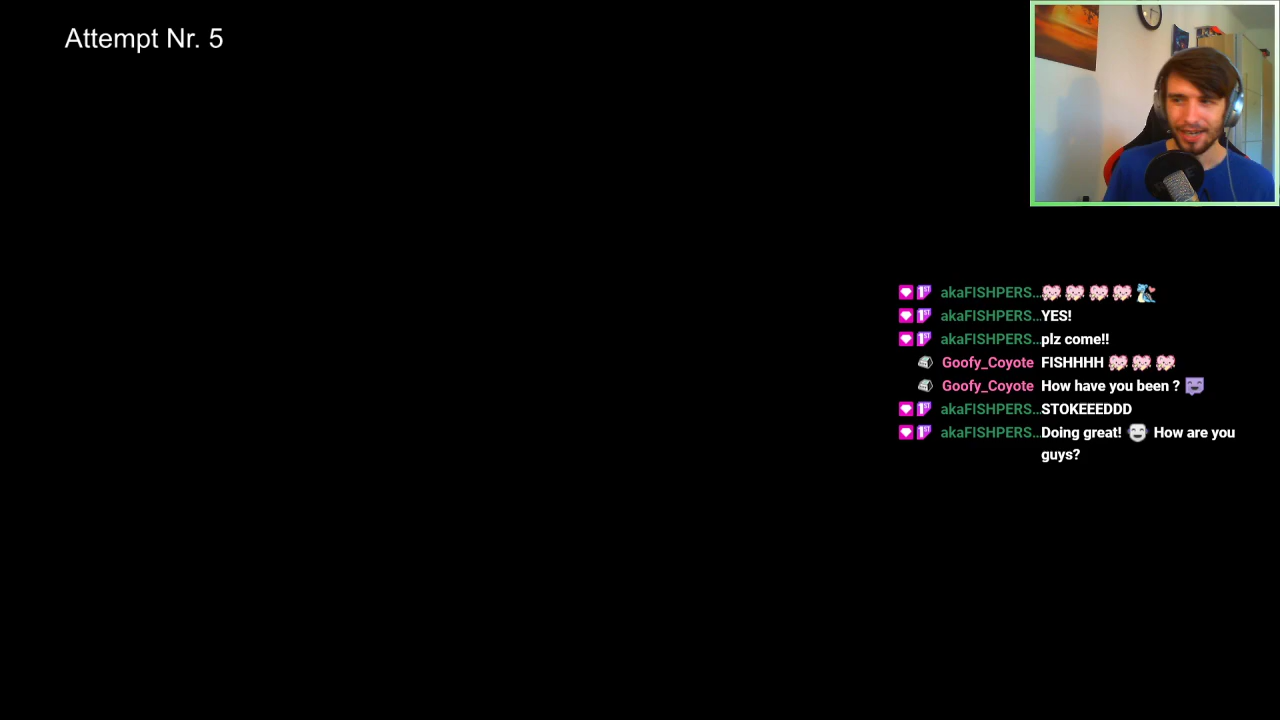 Attempt Nr. 5
akaFISHPERS...
akaFISHPERS... YES!
akaFISHPERS... plz come!!
Goofy_Coyote FISHHHH
Goofy_Coyote How have you been ?
akaFISHPERS... STOKEEEDDD
akaFISHPERS... Doing great! How are you
guys?